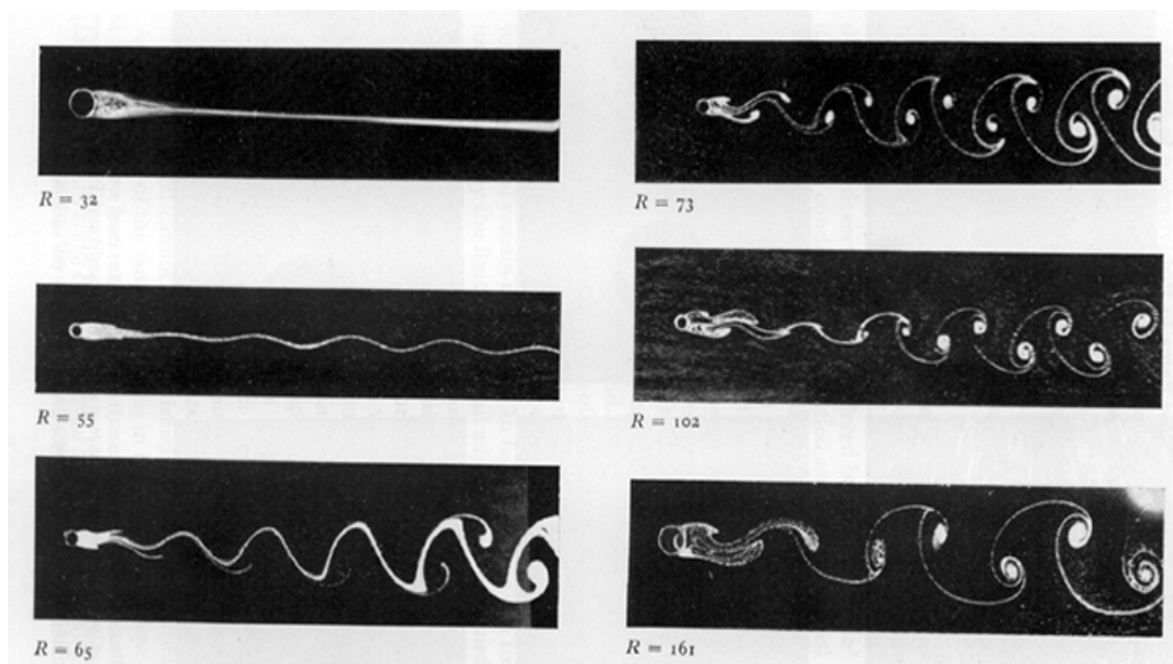 R = 32
R = 55
R = 65
R = 73
R = 102
R = 161